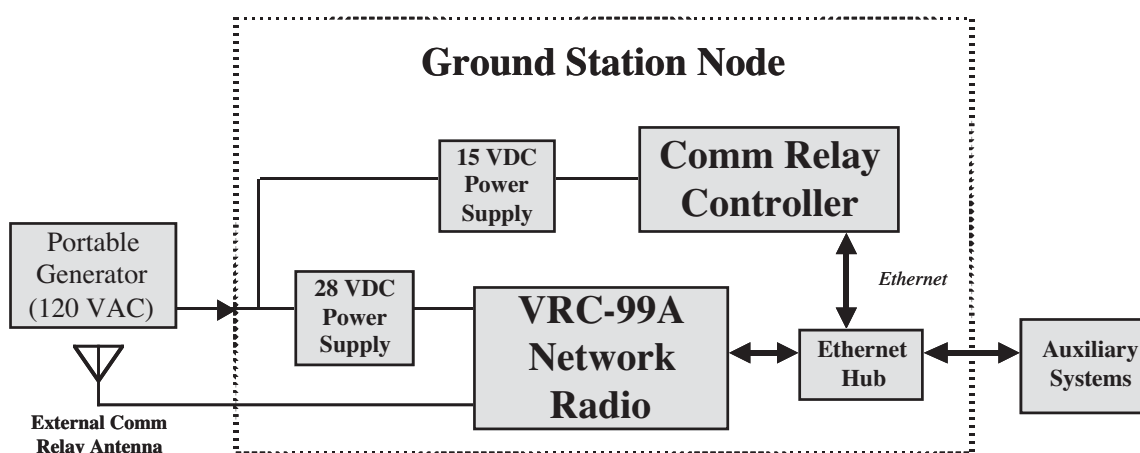 Ground Station Node
15 VDC
Power
Supply
Comm Relay
Controller
Portable
Generator
(120 VAC)
28 VDC
Power
Supply
VRC-99A
Network
Radio
Ethernet
Ethernet
Hub
Auxiliary
Systems
External Comm
Relay Antenna